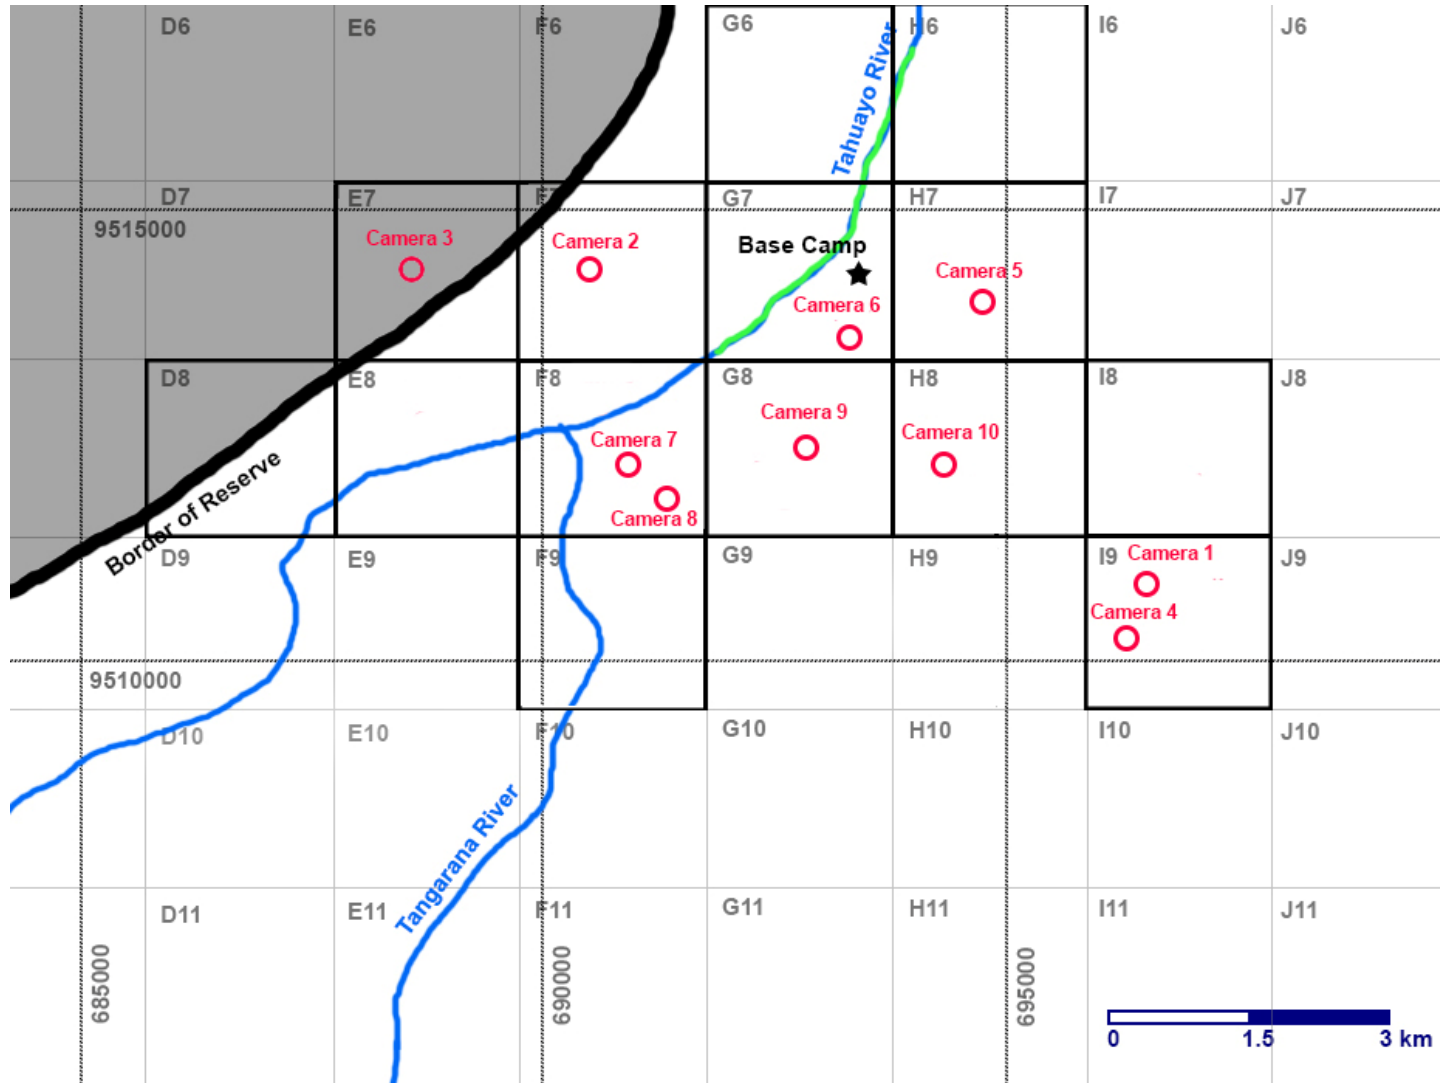 D6
E6
F6
G6
H6
I6
J6
Tahuayo River
D7
E7
F7
G7
H7
I7
J7
9515000
Camera 3
Camera 2
Base Camp
Camera 5
Camera 6
D8
E8
F8
G8
H8
I8
J8
Camera 9
Camera 10
Camera 7
Camera 8
Border of Reserve
D9
E9
F9
G9
H9
I9
J9
Camera 1
Camera 4
9510000
D10
E10
F10
G10
H10
I10
J10
Tangarana River
D11
E11
F11
G11
H11
I11
J11
685000
690000
695000
0
1.5
3 km